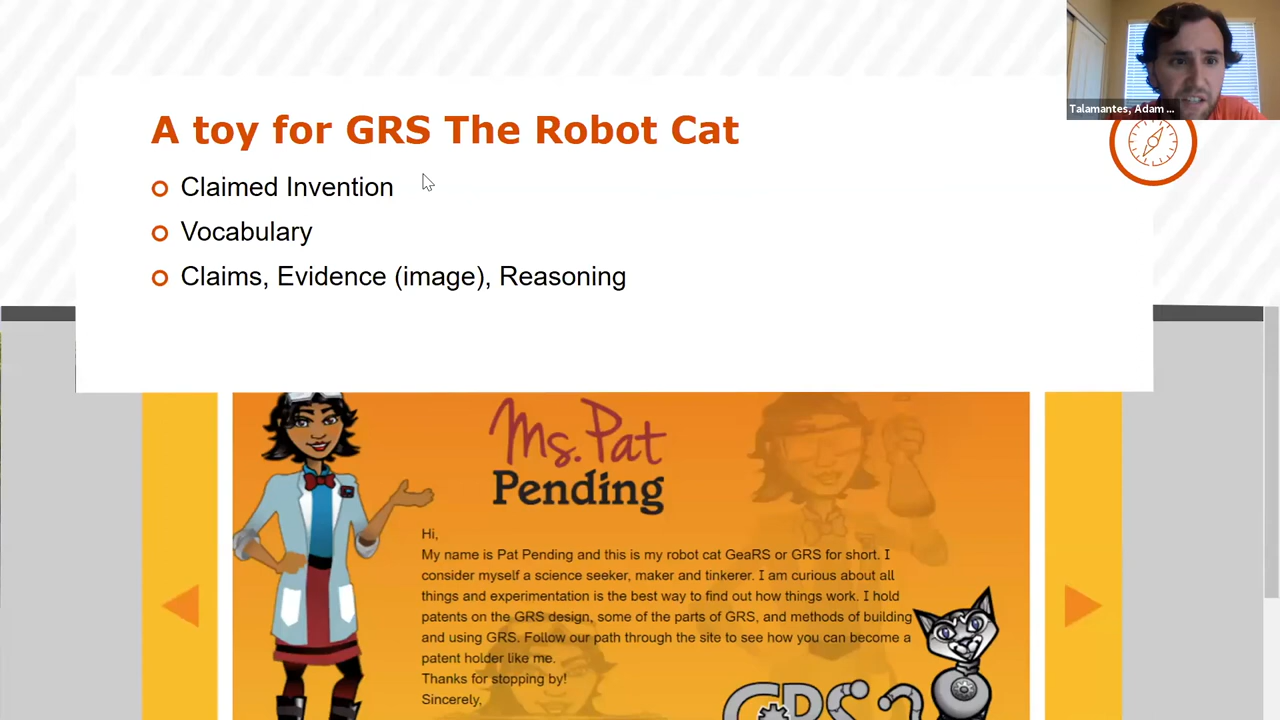 Talamantes, Adam ...
A toy for GRS The Robot Cat
Claimed Invention
Vocabulary
Claims, Evidence (image), Reasoning
Ms. Pat
Pending
Hi,
My name is Pat Pending and this is my robot cat GeaRS or GRS for short. I
consider myself a science seeker, maker and tinkerer. I am curious about all
things and experimentation is the best way to find out how things work. I hold
patents on the GRS design, some of the parts of GRS, and methods of building
and using GRS. Follow our path through the site to see how you can become a
patent holder like me.
Thanks for stopping by!
Sincerely,
GRS